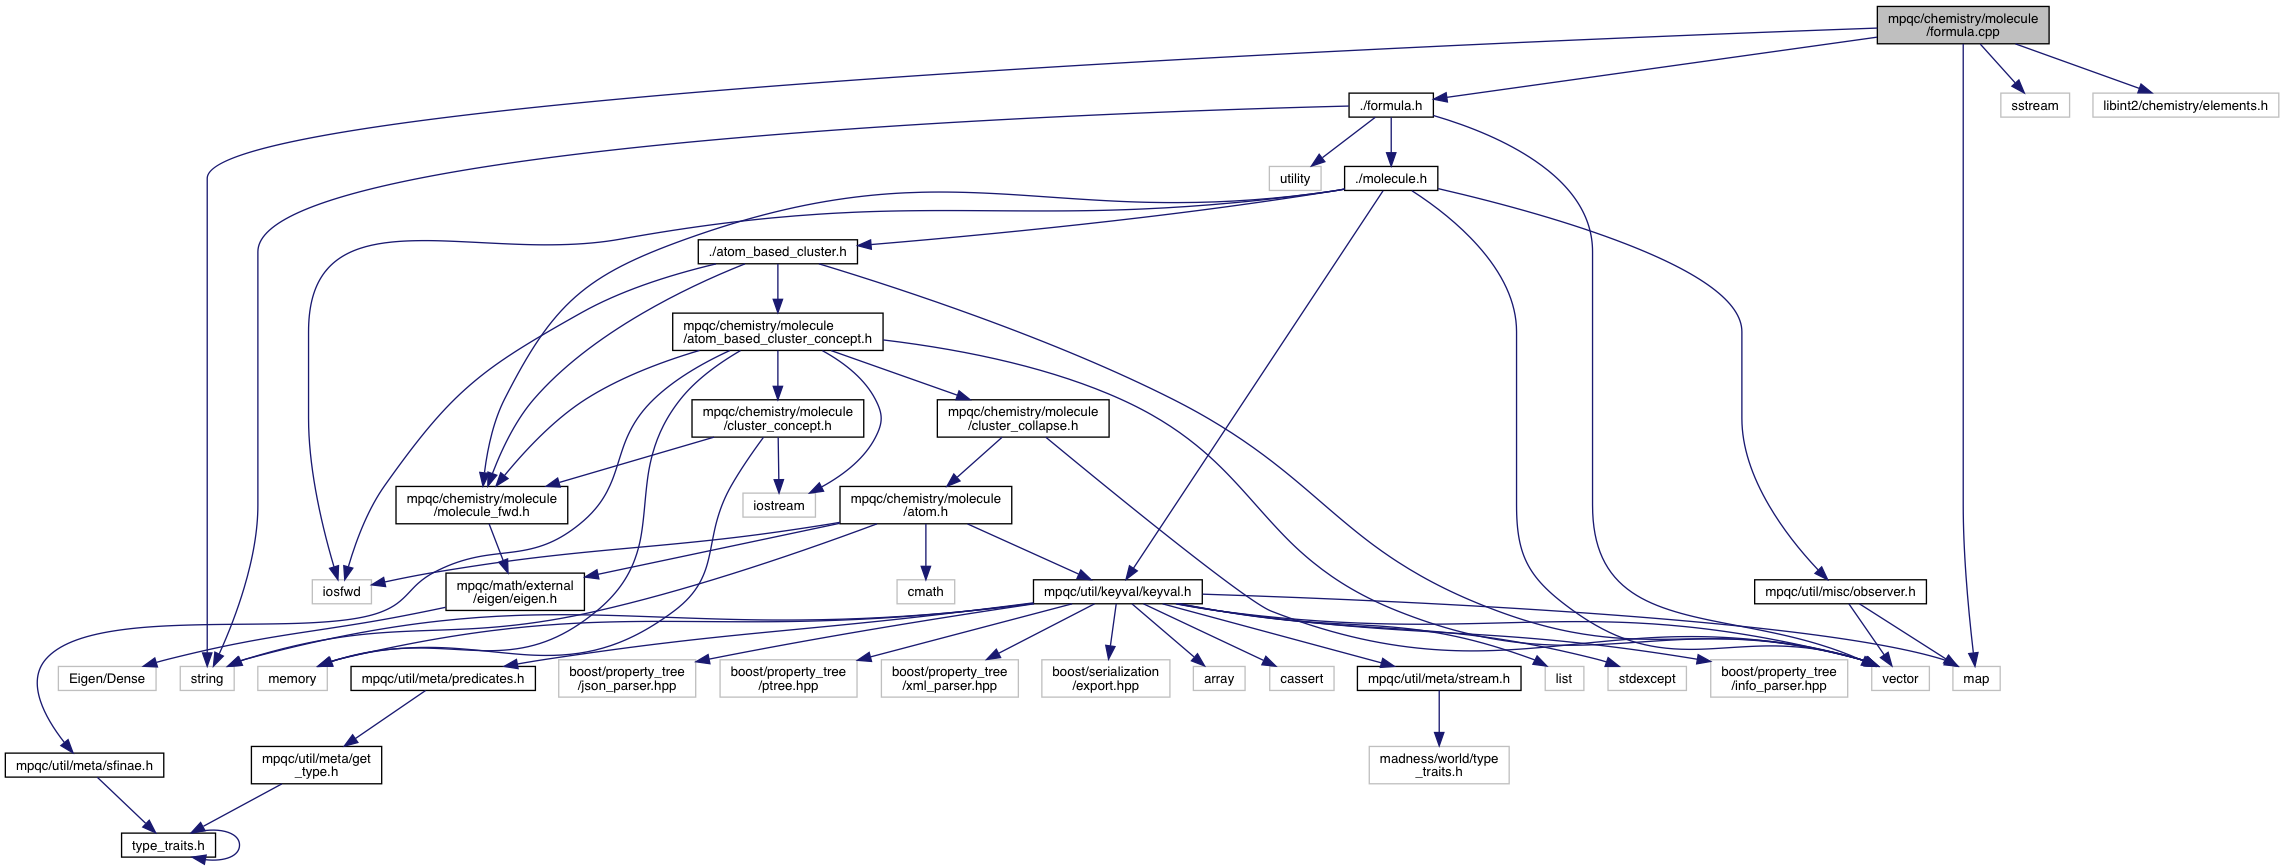 mpqc/chemistry/molecule
/formula.cpp
./formula.h
sstream
libint2/chemistry/elements.h
utility
./molecule.h
./atom_based_cluster.h
mpqc/chemistry/molecule
/atom_based_cluster_concept.h
mpqc/chemistry/molecule
/cluster_concept.h
mpqc/chemistry/molecule
/cluster_collapse.h
mpqc/chemistry/molecule
/molecule_fwd.h
iostream
mpqc/chemistry/molecule
/atom.h
iosfwd
mpqc/math/external
/eigen/eigen.h
cmath
mpqc/util/keyval/keyval.h
mpqc/util/misc/observer.h
Eigen/Dense
string
memory
mpqc/util/meta/predicates.h
boost/property_tree
/json_parser.hpp
boost/property_tree
/ptree.hpp
boost/property_tree
/xml_parser.hpp
boost/serialization
/export.hpp
array
cassert
mpqc/util/meta/stream.h
list
stdexcept
boost/property_tree
/info_parser.hpp
vector
map
mpqc/util/meta/sfinae.h
mpqc/util/meta/get
_type.h
madness/world/type
_traits.h
type_traits.h